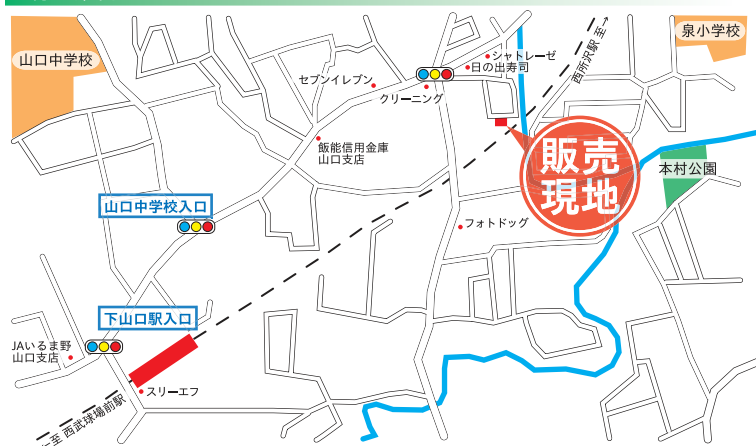 山口中学校
泉小学校
シャトレーゼ
日の出寿司
西所沢駅 至→
セブンイレブン
クリーニング
飯能信用金庫
山口支店
販売
現地
本村公園
山口中学校入口
フォトドッグ
下山口駅入口
JAいるま野
山口支店
スリーエフ
←至 西武球場前駅